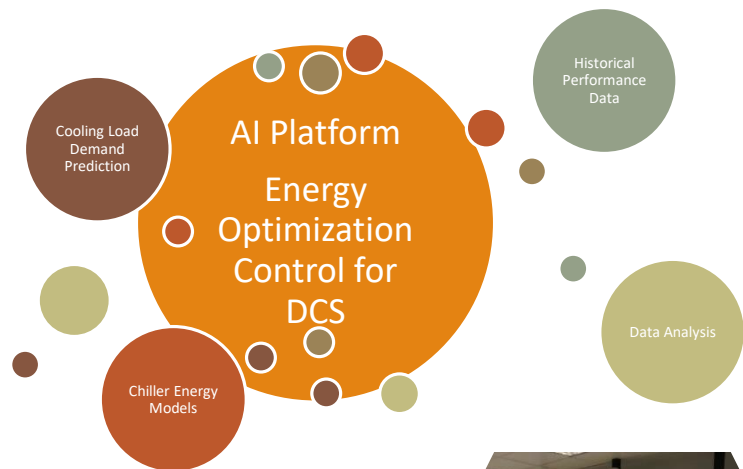 AI Platform
Energy
Optimization
Control for
DCS
Cooling Load
Demand
Prediction
Historical
Performance
Data
Data Analysis
Chiller Energy
Models